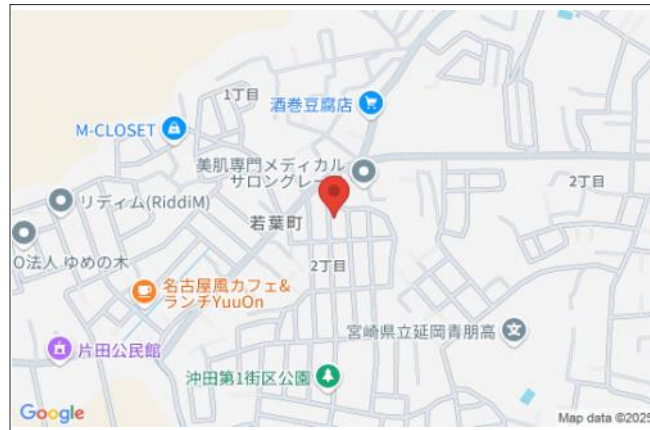 1丁目
酒巻豆腐店
M-CLOSET
美肌専門メディカル
サロングレー
2丁目
リディム(RiddiM)
若葉町
O法人 ゆめの木
2丁目
名古屋風カフェ&
ランチYuuOn
宮崎県立延岡青朋高
片田公民館
沖田第1街区公園
Google
Map data ©2025